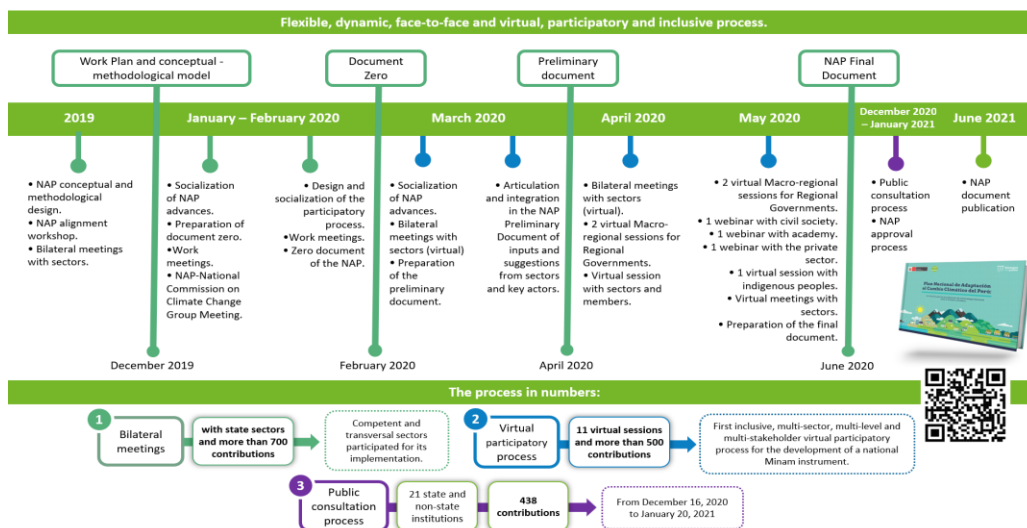 Flexible, dynamic, face-to-face and virtual, participatory and inclusive process.
Work Plan and conceptual -
methodological model
Document
Zero
Preliminary
document
NAP Final
Document
2019
January – February 2020
March 2020
April 2020
May 2020
December 2020
– January 2021
June 2021
• NAP conceptual and
methodological
design.
• NAP alignment
workshop.
• Bilateral meetings
with sectors.
• Socialization
of NAP
advances.
• Preparation of
document zero.
• Work
meetings.
• NAP-National
Commission on
Climate Change
Group Meeting.
• Design and
socialization of the
participatory
process.
•Work meetings.
• Zero document
of the NAP.
• Socialization
of NAP
advances.
• Bilateral
meetings with
sectors (virtual)
• Preparation
of the
preliminary
document.
• Articulation
and integration
in the NAP
Preliminary
Document of
inputs and
suggestions
from sectors
and key actors.
• Bilateral meetings
with sectors
(virtual).
• 2 virtual Macro-
regional sessions for
Regional
Governments.
• Virtual session
with sectors and
members.
• 2 virtual Macro-regional
sessions for Regional
Governments.
• 1 webinar with civil society.
• 1 webinar with academy.
• 1 webinar with the private
sector.
• 1 virtual session with
indigenous peoples.
• Virtual meetings with
sectors.
• Preparation of the final
document.
• Public
consultation
process
• NAP
approval
process
• NAP
document
publication
Plan Nacional de Adaptación
al Cambio Climático del Perú
December 2019
February 2020
April 2020
June 2020
The process in numbers:
1
Bilateral
meetings
with state sectors
and more than 700
contributions
Competent and
transversal sectors
participated for its
implementation.
2
Virtual
participatory
process
11 virtual sessions
and more than 500
contributions
First inclusive, multi-sector, multi-level and
multi-stakeholder virtual participatory
process for the development of a national
Minam instrument.
3
Public
consultation
process
21 state and
non-state
institutions
438
contributions
From December 16, 2020
to January 20, 2021